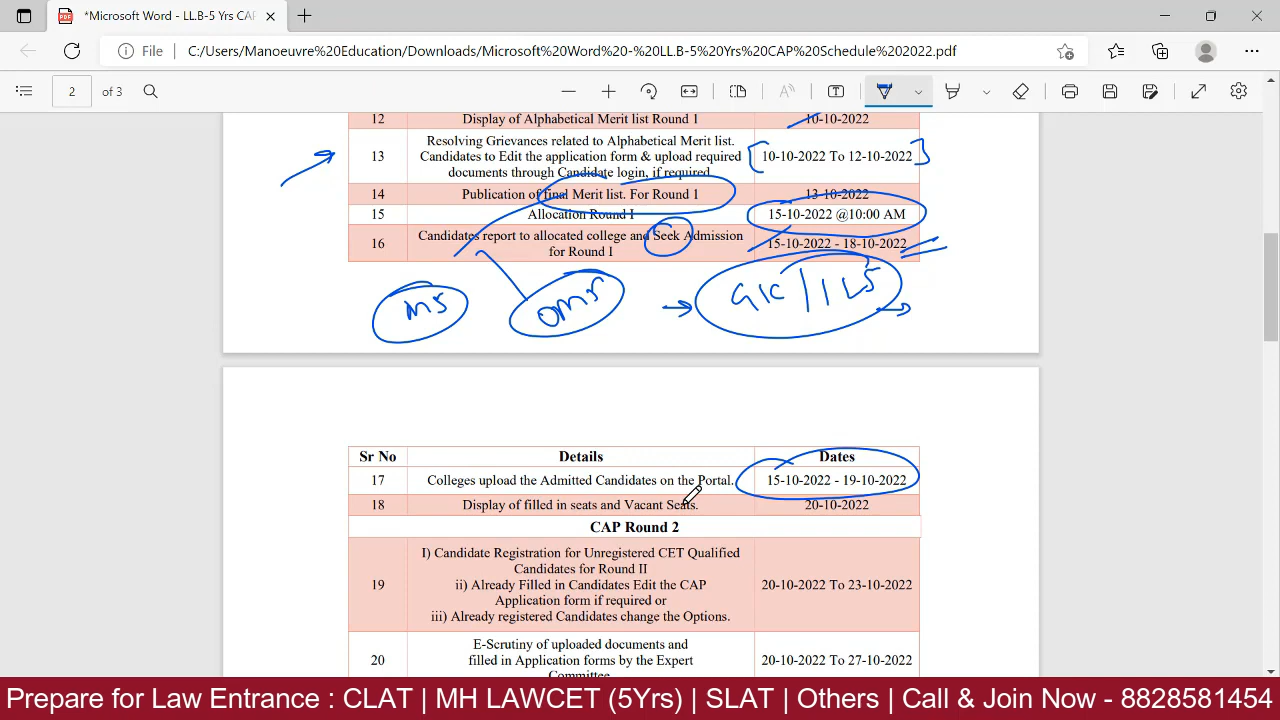 *Microsoft Word - LL.B-5 Yrs CAP S
File
C:/Users/Manoeuvre%20Education/Downloads/Microsoft%20Word%20-%20LL.B-5%20Yrs%20CAP%20Schedule%202022.pdf
2 of 3
12 Display of Alphabetical Merit list Round 1 10-10-2022
Resolving Grievances related to Alphabetical Merit list.
13 Candidates to Edit the application form & upload required 10-10-2022 To 12-10-2022
documents through Candidate login, if required.
14 Publication of final Merit list. For Round 1 13-10-2022
15 Allocation Round I 15-10-2022 @10:00 AM
16 Candidates report to allocated college and Seek Admission 15-10-2022 - 18-10-2022
for Round I
MS OMS GLC / ILS
Sr No Details Dates
17 Colleges upload the Admitted Candidates on the Portal. 15-10-2022 - 19-10-2022
18 Display of filled in seats and Vacant Seats. 20-10-2022
CAP Round 2
I) Candidate Registration for Unregistered CET Qualified
Candidates for Round II
19 ii) Already Filled in Candidates Edit the CAP 20-10-2022 To 23-10-2022
Application form if required or
iii) Already registered Candidates change the Options.
E-Scrutiny of uploaded documents and
20 filled in Application forms by the Expert 20-10-2022 To 27-10-2022
Committee
Prepare for Law Entrance : CLAT | MH LAWCET (5Yrs) | SLAT | Others | Call & Join Now - 8828581454